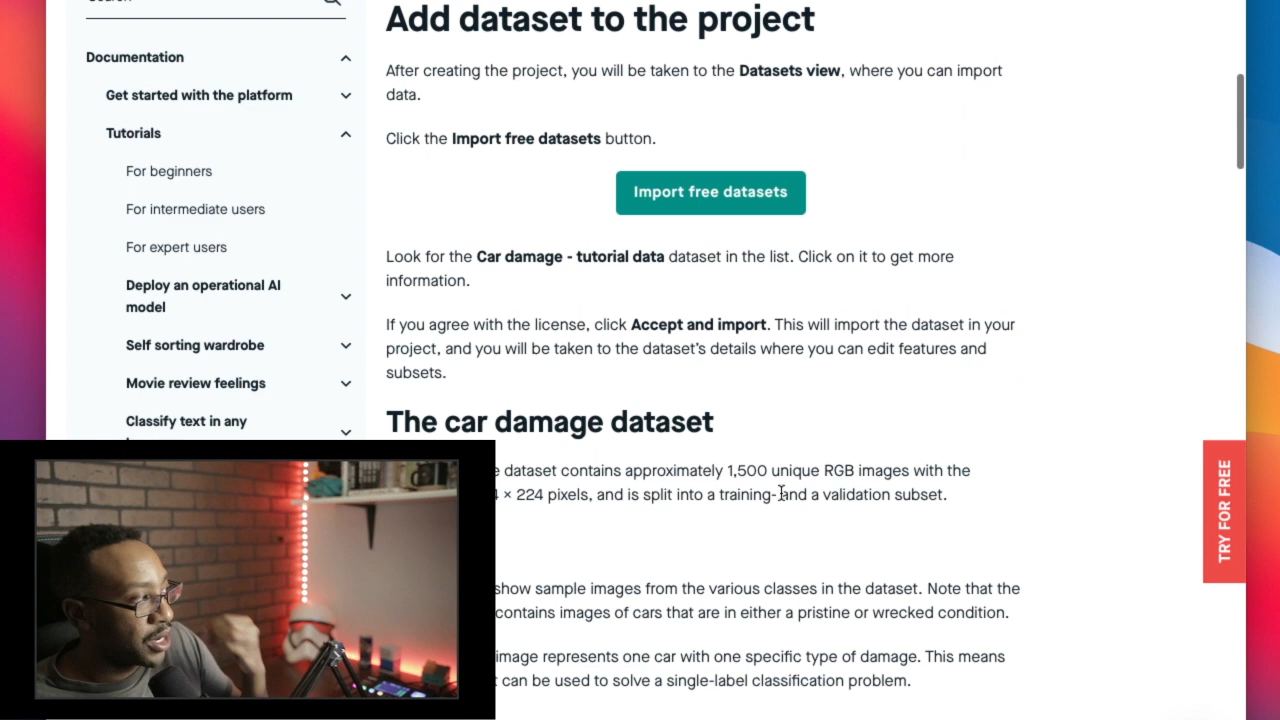 Documentation
Get started with the platform
Tutorials
For beginners
For intermediate users
For expert users
Deploy an operational AI
model
Self sorting wardrobe
Movie review feelings
Classify text in any
Add dataset to the project
After creating the project, you will be taken to the Datasets view, where you can import
data.
Click the Import free datasets button.
Import free datasets
Look for the Car damage - tutorial data dataset in the list. Click on it to get more
information.
If you agree with the license, click Accept and import. This will import the dataset in your
project, and you will be taken to the dataset's details where you can edit features and
subsets.
The car damage dataset
dataset contains approximately 1,500 unique RGB images with the
× 224 pixels, and is split into a training- and a validation subset.
show sample images from the various classes in the dataset. Note that the
contains images of cars that are in either a pristine or wrecked condition.
image represents one car with one specific type of damage. This means
can be used to solve a single-label classification problem.
TRY FOR FREE